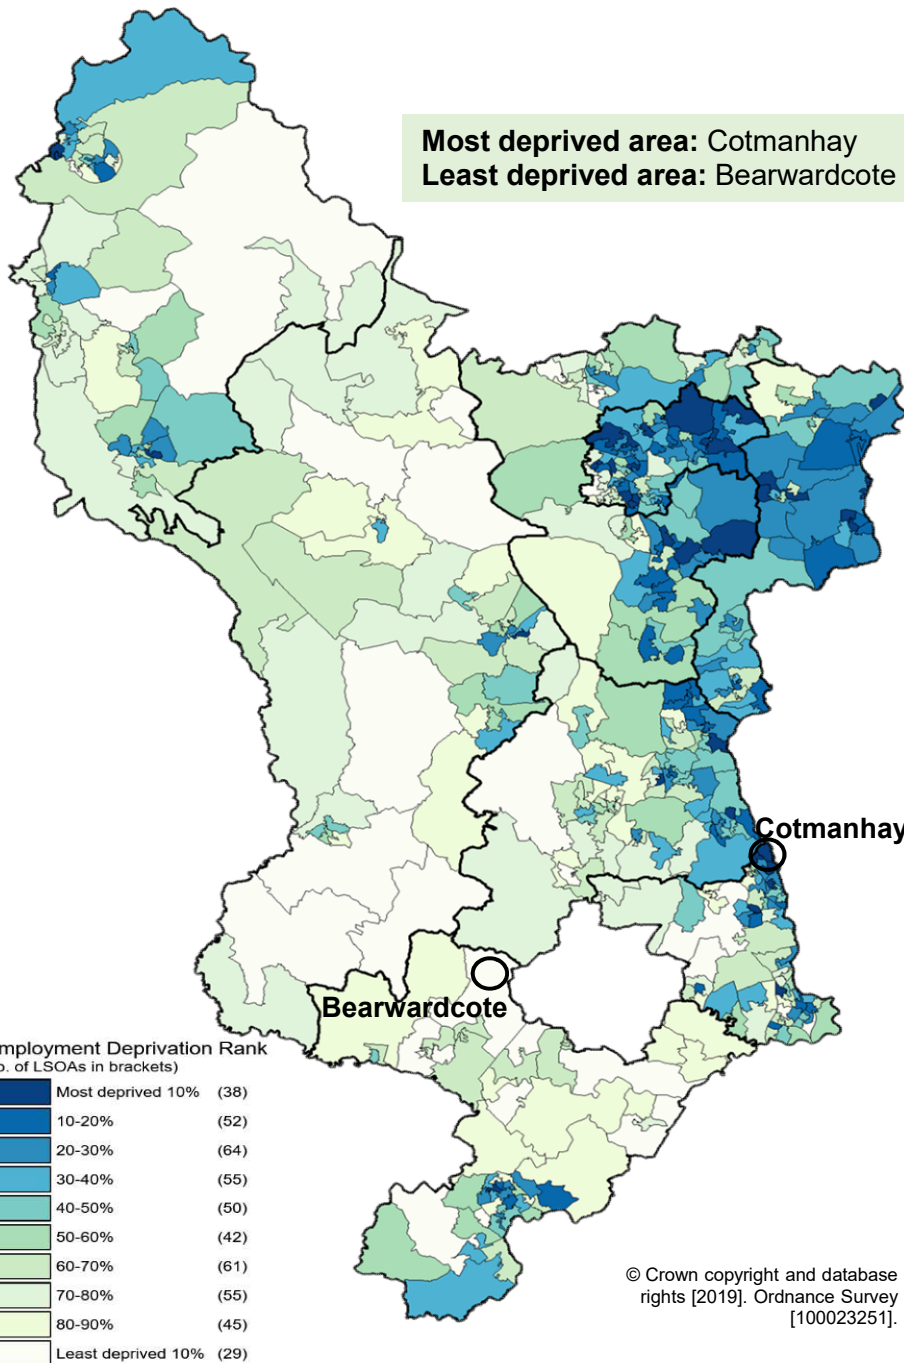 Most deprived area: Cotmanhay
Least deprived area: Bearwardcote
Cotmanhay
Bearwardcote
mployment Deprivation Rank
o. of LSOAs in brackets)
Most deprived 10% (38)
10-20% (52)
20-30% (64)
30-40% (55)
40-50% (50)
50-60% (42)
60-70% (61)
70-80% (55)
80-90% (45)
Least deprived 10% (29)
© Crown copyright and database
rights [2019]. Ordnance Survey
[100023251].